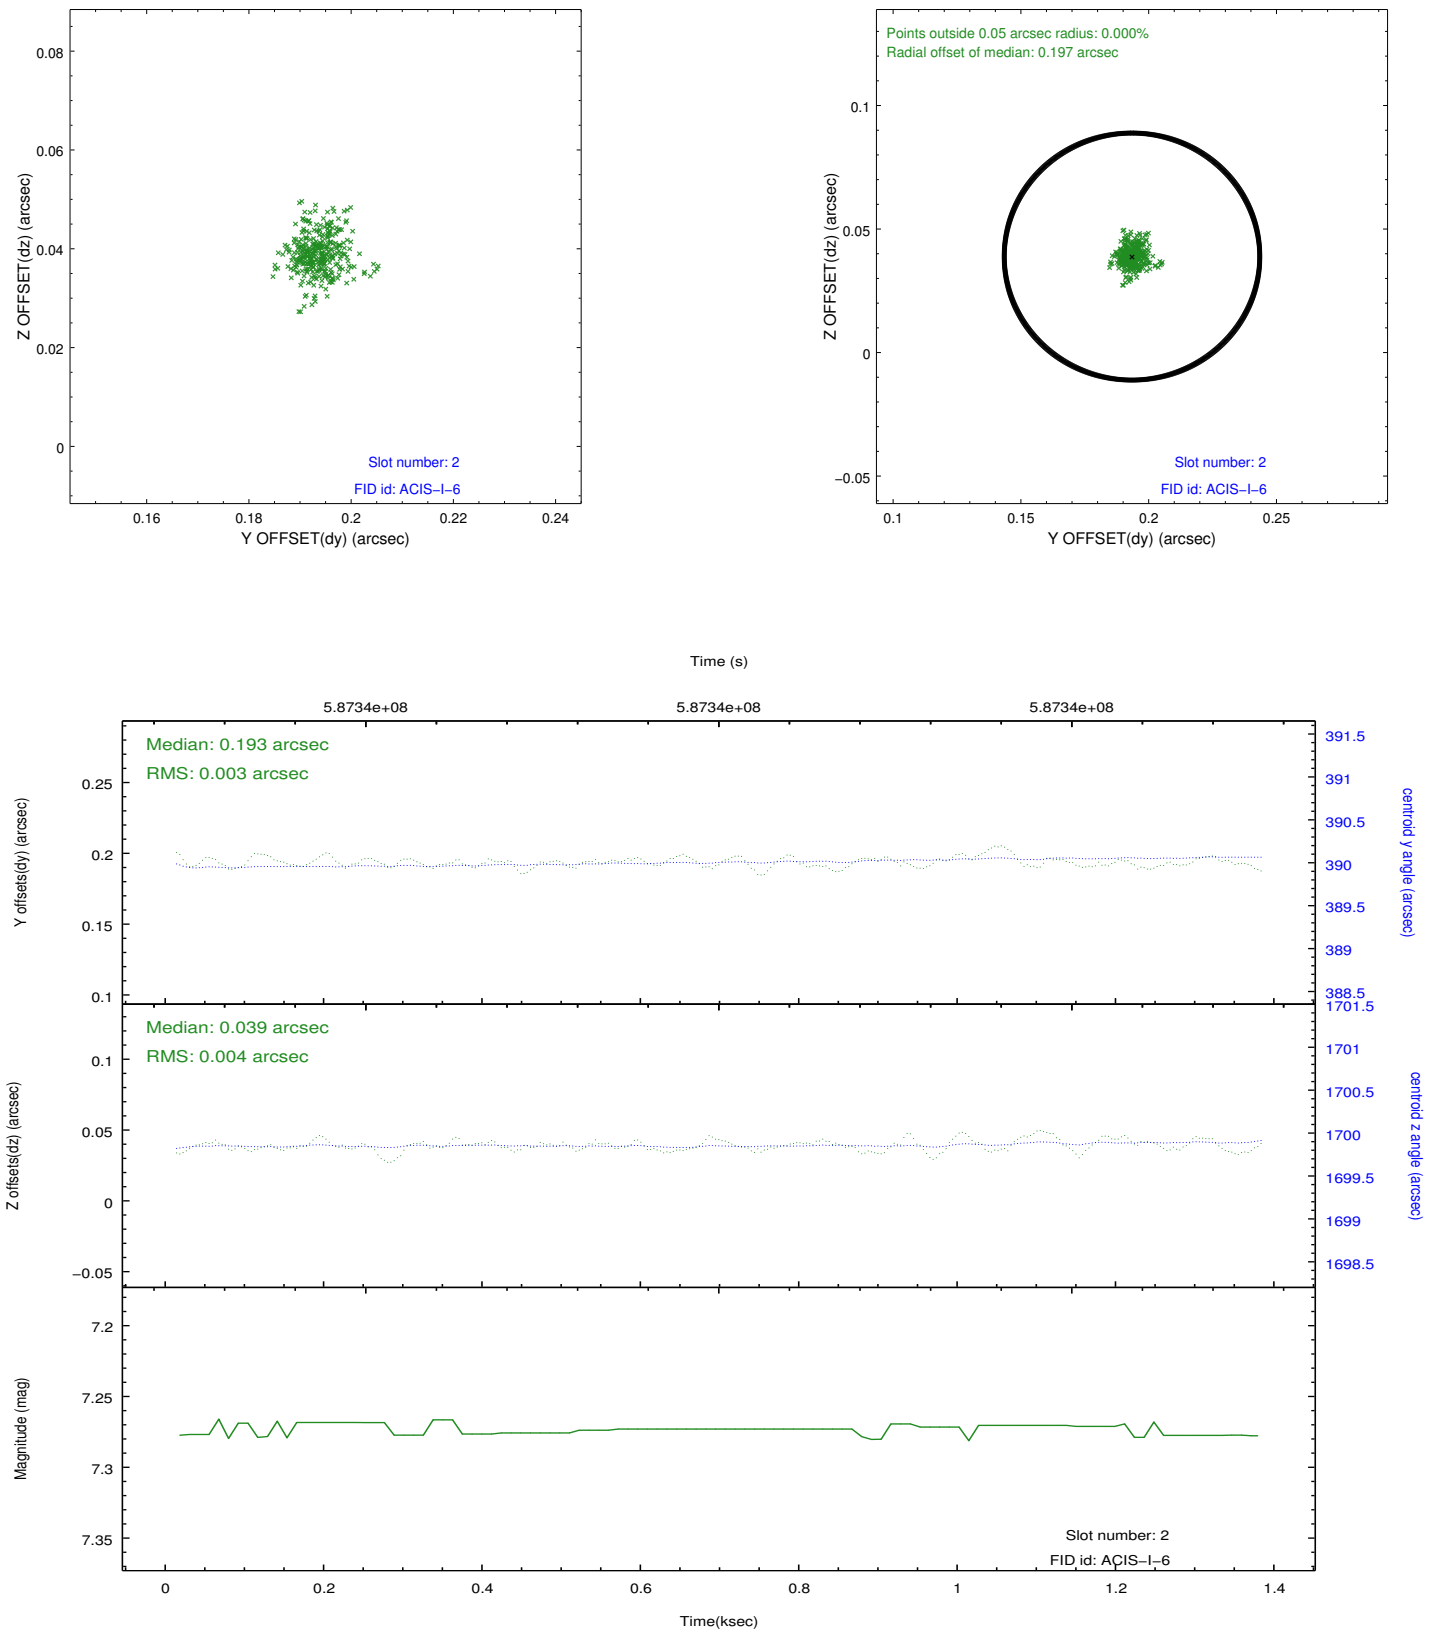 0.08
0.06
0.04
0.02
0
Z OFFSET(dz) (arcsec)
Slot number: 2
FID id: ACIS−I−6
0.16 0.18 0.2 0.22 0.24
Y OFFSET(dy) (arcsec)
Points outside 0.05 arcsec radius: 0.000%
Radial offset of median: 0.197 arcsec
0.1
0.05
0
−0.05
Z OFFSET(dz) (arcsec)
Slot number: 2
FID id: ACIS−I−6
0.1 0.15 0.2 0.25
Y OFFSET(dy) (arcsec)
Time (s)
5.8734e+08 5.8734e+08 5.8734e+08
Median: 0.193 arcsec
RMS: 0.003 arcsec
0.25
0.2
0.15
0.1
Y offsets(dy) (arcsec)
391.5
391
390.5
390
389.5
389
388.5
centroid y angle (arcsec)
Median: 0.039 arcsec
RMS: 0.004 arcsec
0.1
0.05
0
−0.05
Z offsets(dz) (arcsec)
1701.5
1701
1700.5
1700
1699.5
1699
1698.5
centroid z angle (arcsec)
7.2
7.25
7.3
7.35
Magnitude (mag)
Slot number: 2
FID id: ACIS−I−6
0 0.2 0.4 0.6 0.8 1 1.2 1.4
Time(ksec)